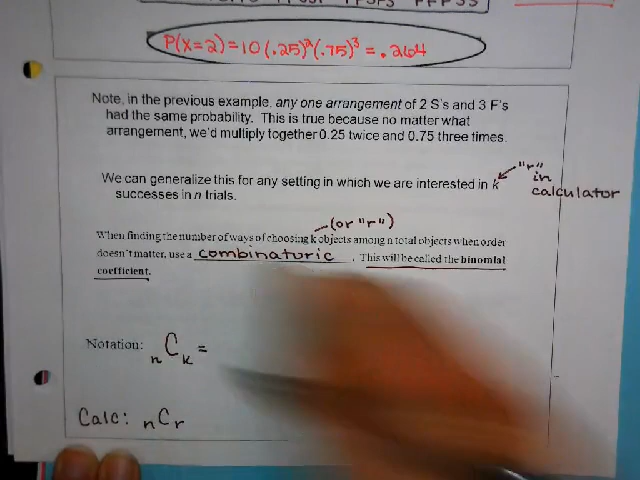 P(X=2) = 10 (.25)² (.75)³ = .264
Note, in the previous example, any one arrangement of 2 S's and 3 F's
had the same probability. This is true because no matter what
arrangement, we'd multiply together 0.25 twice and 0.75 three times.
We can generalize this for any setting in which we are interested in k
successes in n trials.
"r"
in
calculator
(or "r")
When finding the number of ways of choosing k objects among n total objects when order
doesn't matter, use a combinaturic . This will be called the binomial
coefficient.
Notation: nCk =
Calc: nCr